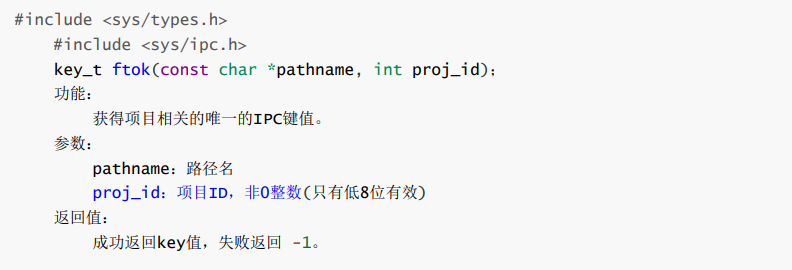 #include <sys/types.h>
#include <sys/ipc.h>
key_t ftok(const char *pathname, int proj_id);
功能：
获得项目相关的唯一的IPC键值。
参数：
pathname：路径名
proj_id：项目ID，非0整数(只有低8位有效)
返回值：
成功返回key值，失败返回 -1。